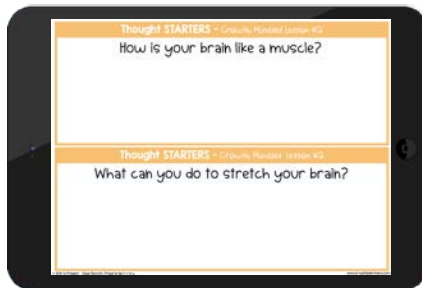 Thought STARTERS - Growth Mindset Lesson #2
How is your brain like a muscle?
Thought STARTERS - Growth Mindset Lesson #2
What can you do to stretch your brain?